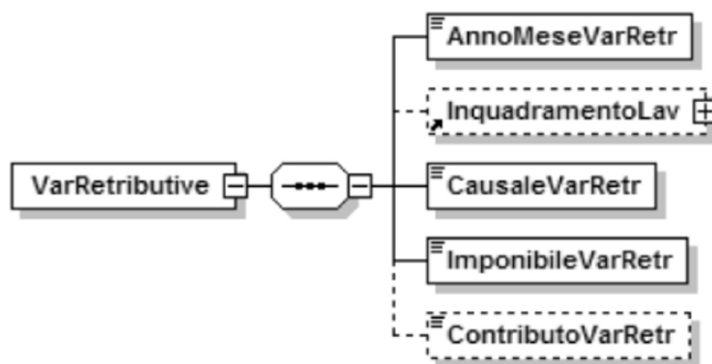 AnnoMeseVarRetr
InquadramentoLav
VarRetributive
CausaleVarRetr
ImponibileVarRetr
ContributoVarRetr